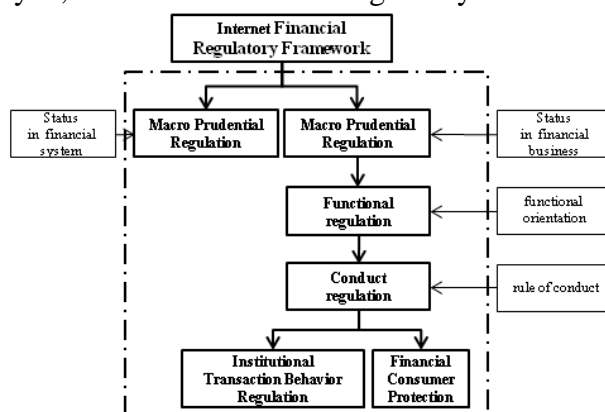 Internet Financial
Regulatory Framework
Status
in financial
system
Macro Prudential
Regulation
Macro Prudential
Regulation
Status
in financial
business
Functional
regulation
functional
orientation
Conduct
regulation
rule of conduct
Institutional
Transaction Behavior
Regulation
Financial
Consumer
Protection